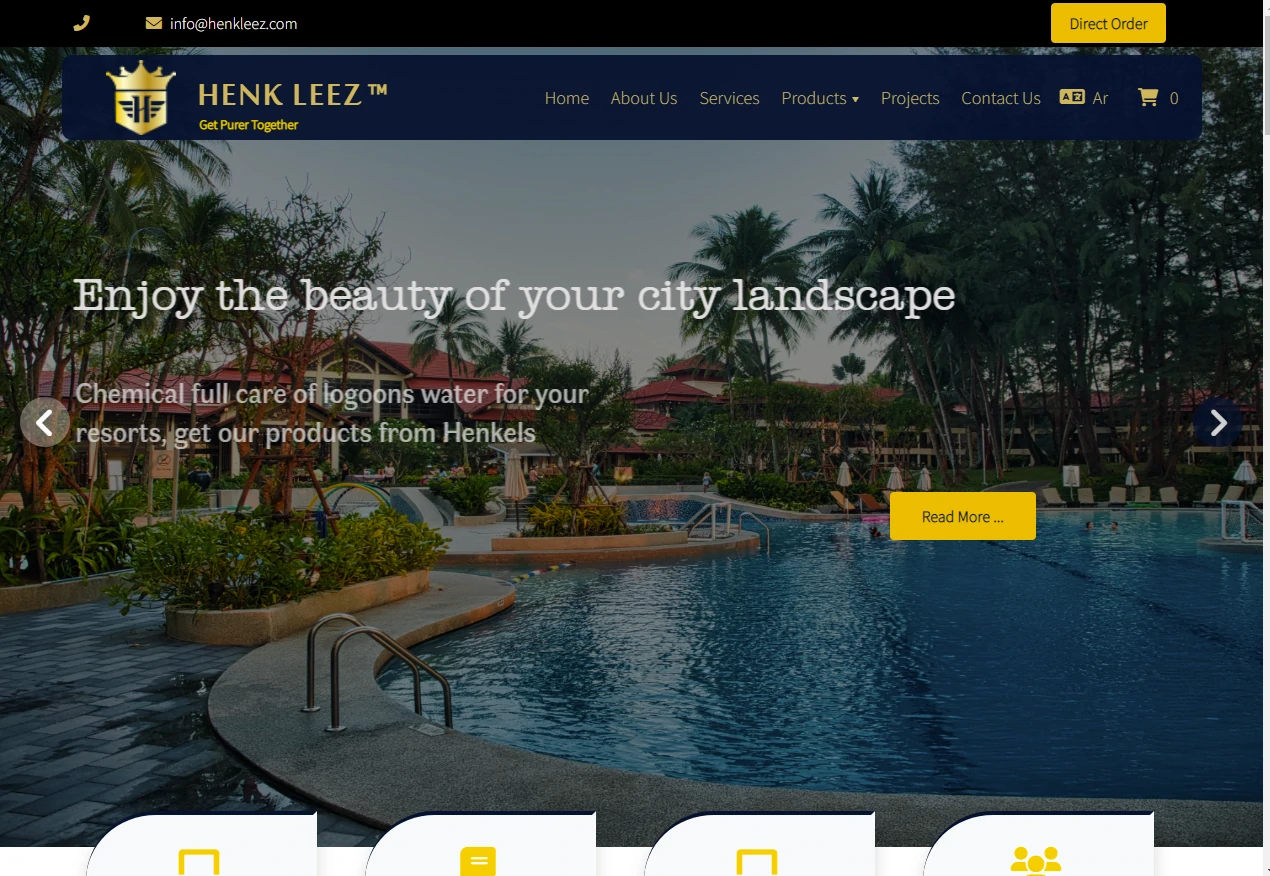 info@henkleez.com
Direct Order
HENK LEEZ ™
Get Purer Together
Home About Us Services Products ▾ Projects Contact Us Ar 0
Enjoy the beauty of your city landscape
Chemical full care of logoons water for your
resorts, get our products from Henkels
Read More ...